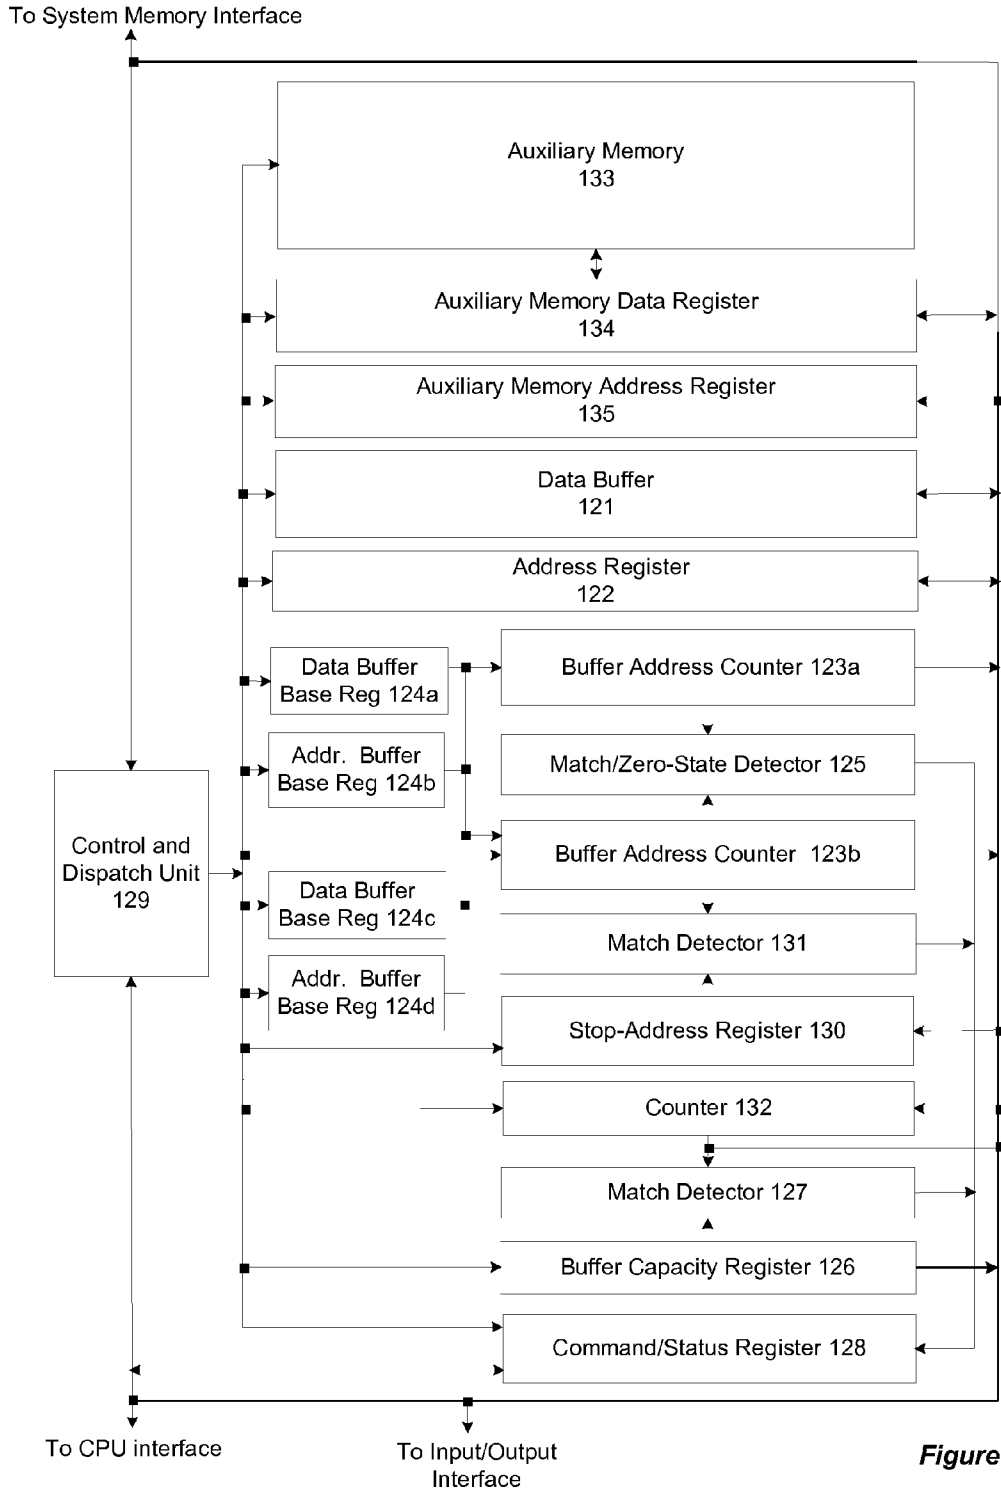 To System Memory Interface
Auxiliary Memory
133
Auxiliary Memory Data Register
134
Auxiliary Memory Address Register
135
Data Buffer
121
Address Register
122
Data Buffer
Base Reg 124a
Buffer Address Counter 123a
Addr. Buffer
Base Reg 124b
Match/Zero-State Detector 125
Control and
Dispatch Unit
129
Buffer Address Counter 123b
Data Buffer
Base Reg 124c
Match Detector 131
Addr. Buffer
Base Reg 124d
Stop-Address Register 130
Counter 132
Match Detector 127
Buffer Capacity Register 126
Command/Status Register 128
To CPU interface
To Input/Output
Interface
Figure